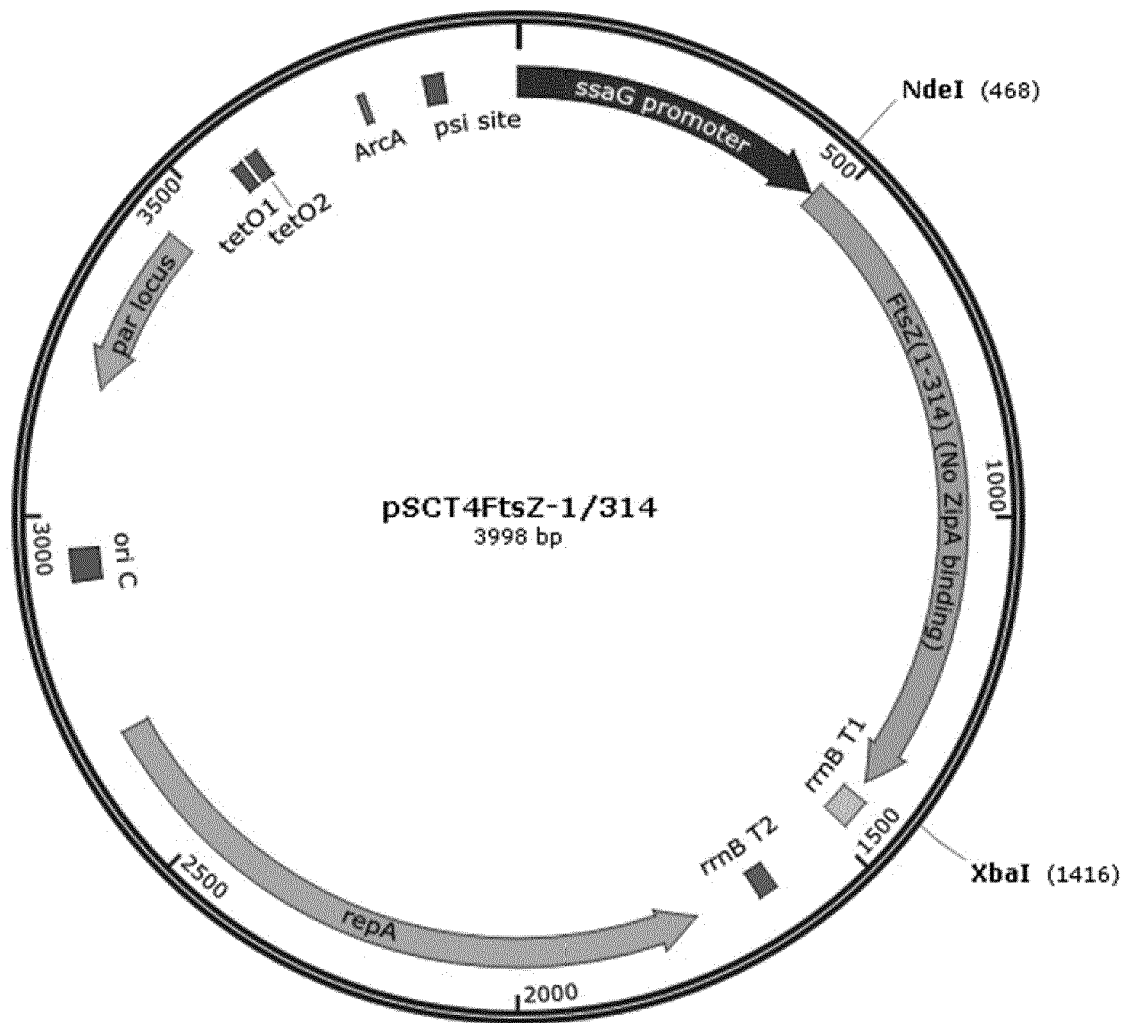 ssaG promoter
NdeI (468)
500
FtsZ(1-314) (No ZipA binding)
1000
rrnB T1
1500
XbaI (1416)
rrnB T2
2000
repA
2500
ori C
3000
par locus
3500
tetO1
tetO2
ArcA
psi site
pSCT4FtsZ-1/314
3998 bp